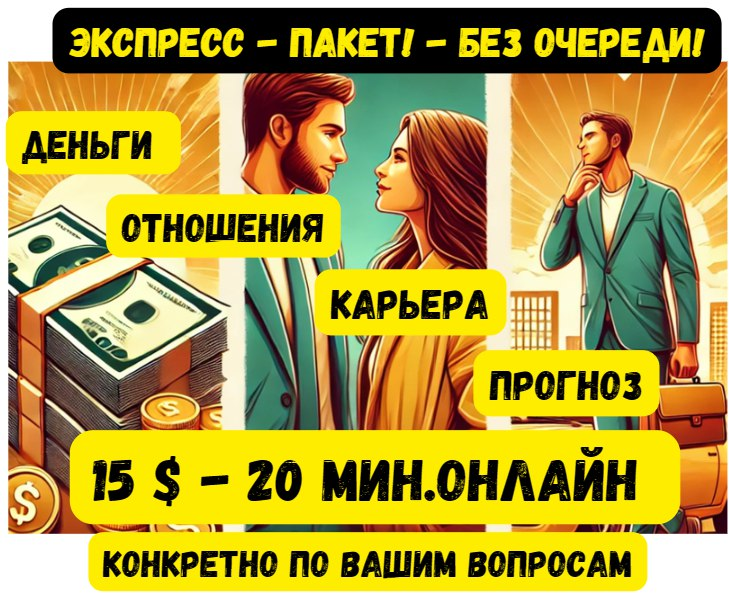 ЭКСПРЕСС – ПАКЕТ! – БЕЗ ОЧЕРЕДИ!
ДЕНЬГИ
ОТНОШЕНИЯ
КАРЬЕРА
ПРОГНОЗ
15 $ – 20 МИН.ОНЛАЙН
КОНКРЕТНО ПО ВАШИМ ВОПРОСАМ